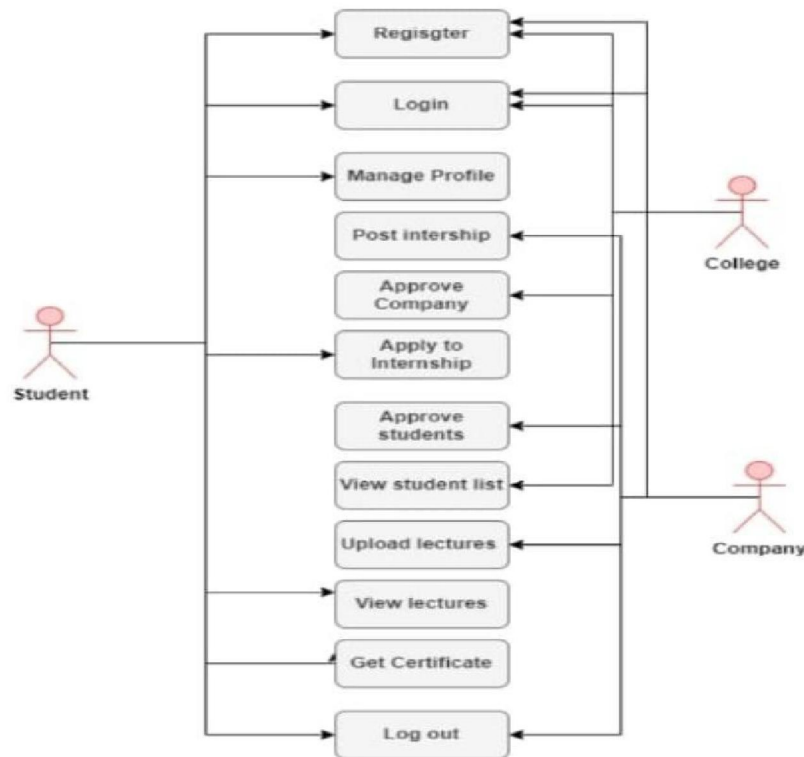 Regisgter
Login
Manage Profile
Post intership
College
Approve
Company
Apply to
Internship
Student
Approve
students
View student list
Upload lectures
Company
View lectures
Get Certificate
Log out